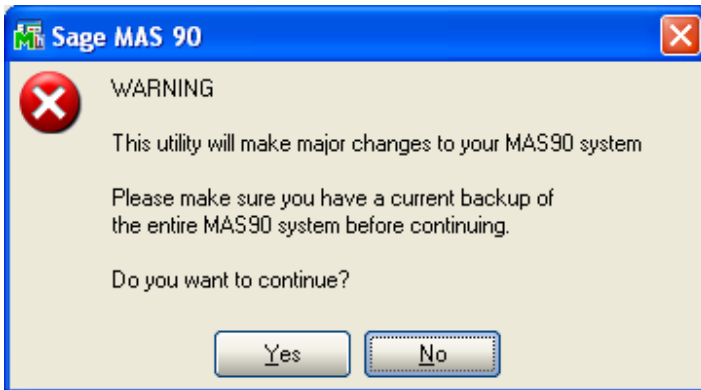 Sage MAS 90
WARNING
This utility will make major changes to your MAS90 system
Please make sure you have a current backup of
the entire MAS90 system before continuing.
Do you want to continue?
Yes
No